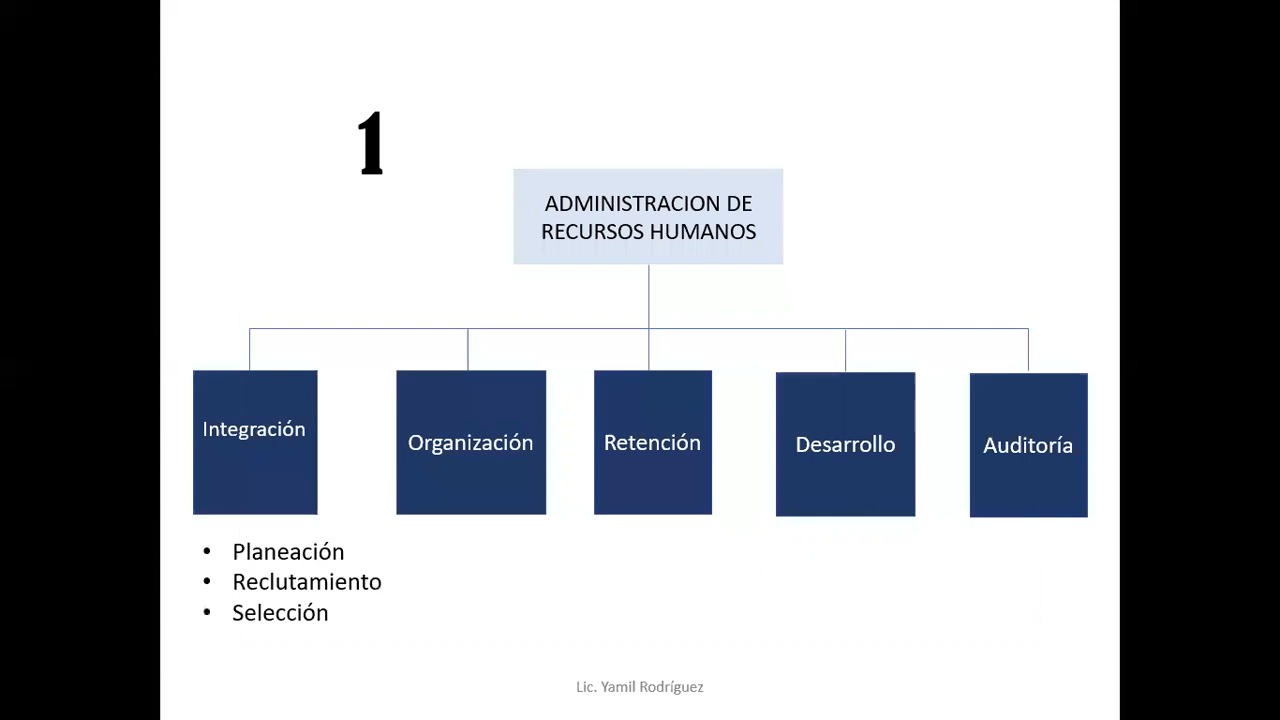 1
ADMINISTRACION DE
RECURSOS HUMANOS
Integración
Organización
Retención
Desarrollo
Auditoría
• Planeación
• Reclutamiento
• Selección
Lic. Yamil Rodríguez